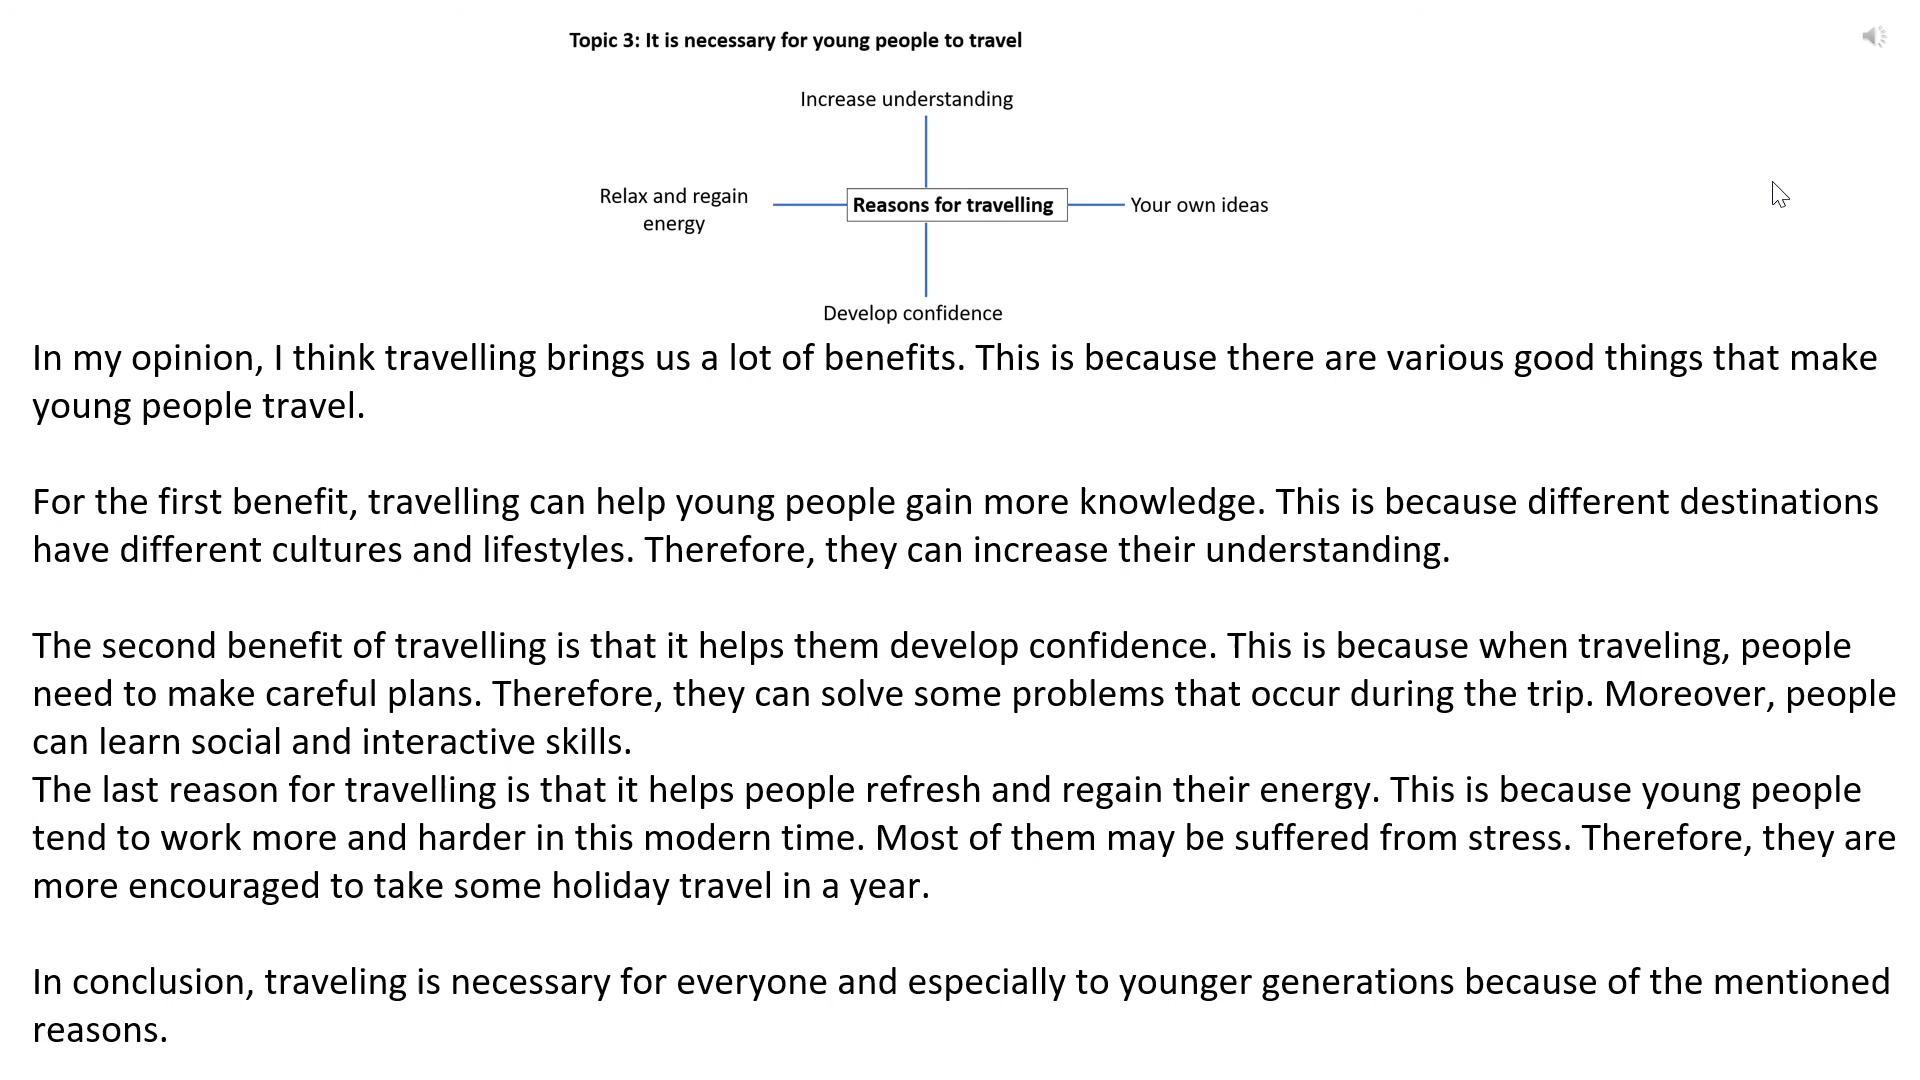 Topic 3: It is necessary for young people to travel
Increase understanding
Relax and regain
energy
Reasons for travelling
Your own ideas
Develop confidence
In my opinion, I think travelling brings us a lot of benefits. This is because there are various good things that make
young people travel.
For the first benefit, travelling can help young people gain more knowledge. This is because different destinations
have different cultures and lifestyles. Therefore, they can increase their understanding.
The second benefit of travelling is that it helps them develop confidence. This is because when traveling, people
need to make careful plans. Therefore, they can solve some problems that occur during the trip. Moreover, people
can learn social and interactive skills.
The last reason for travelling is that it helps people refresh and regain their energy. This is because young people
tend to work more and harder in this modern time. Most of them may be suffered from stress. Therefore, they are
more encouraged to take some holiday travel in a year.
In conclusion, traveling is necessary for everyone and especially to younger generations because of the mentioned
reasons.